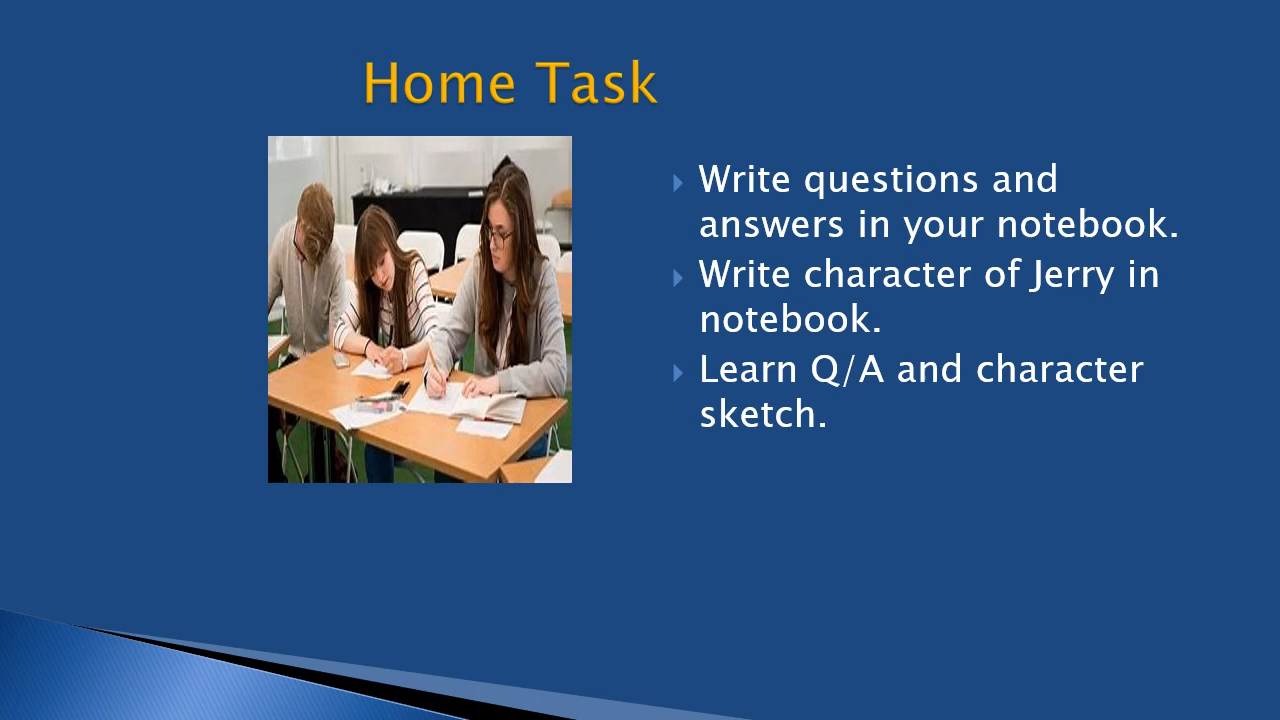 Home Task
Write questions and
answers in your notebook.
Write character of Jerry in
notebook.
Learn Q/A and character
sketch.